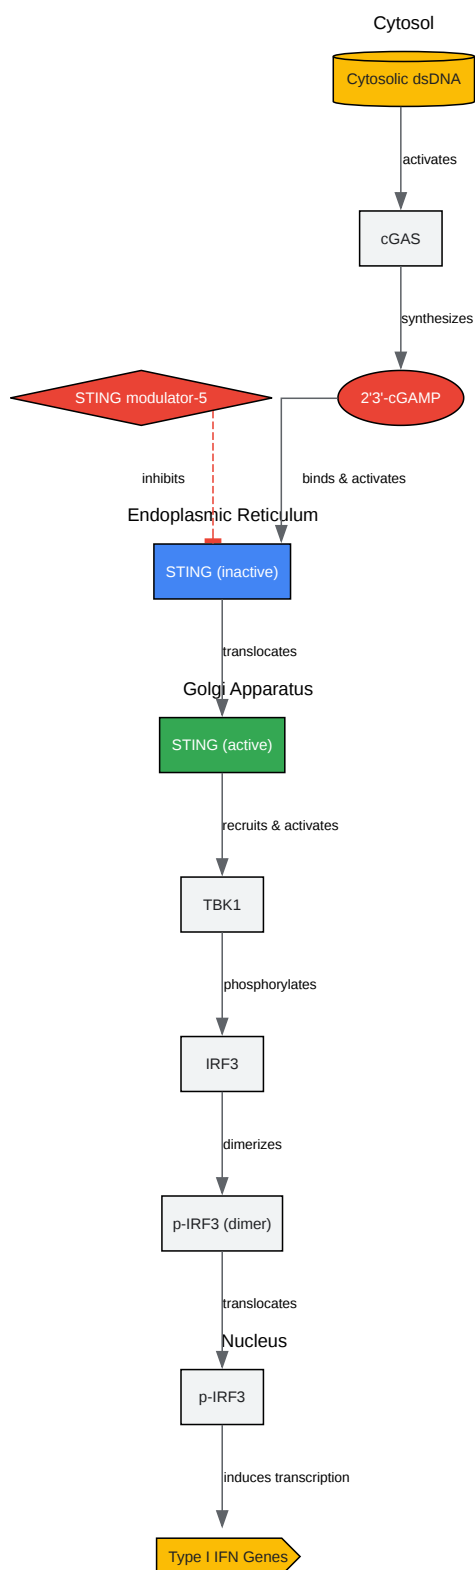 Cytosol
Cytosolic dsDNA
activates
cGAS
synthesizes
STING modulator-5
2'3'-cGAMP
inhibits
binds & activates
Endoplasmic Reticulum
STING (inactive)
translocates
Golgi Apparatus
STING (active)
recruits & activates
TBK1
phosphorylates
IRF3
dimerizes
p-IRF3 (dimer)
translocates
Nucleus
p-IRF3
induces transcription
Type I IFN Genes